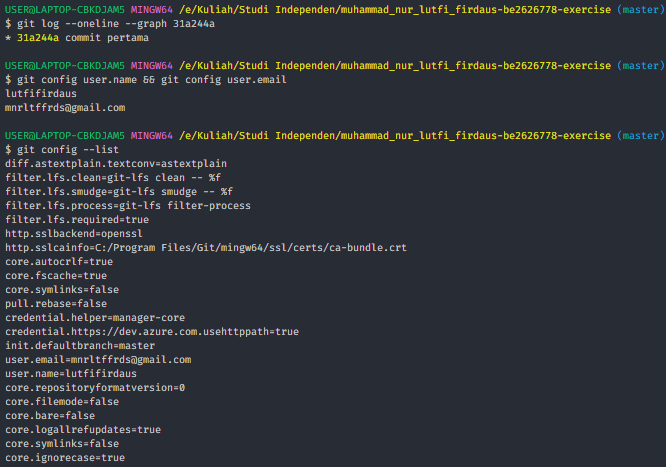 USER@LAPTOP-CBKDJAM5 MINGW64 /e/Kuliah/Studi Independen/muhammad_nur_lutfi_firdaus-be2626778-exercise (master)
$ git log --oneline --graph 31a244a
* 31a244a commit pertama
USER@LAPTOP-CBKDJAM5 MINGW64 /e/Kuliah/Studi Independen/muhammad_nur_lutfi_firdaus-be2626778-exercise (master)
$ git config user.name && git config user.email
lutfifirdaus
mnrltffrds@gmail.com
USER@LAPTOP-CBKDJAM5 MINGW64 /e/Kuliah/Studi Independen/muhammad_nur_lutfi_firdaus-be2626778-exercise (master)
$ git config --list
diff.astextplain.textconv=astextplain
filter.lfs.clean=git-lfs clean -- %f
filter.lfs.smudge=git-lfs smudge -- %f
filter.lfs.process=git-lfs filter-process
filter.lfs.required=true
http.sslbackend=openssl
http.sslcainfo=C:/Program Files/Git/mingw64/ssl/certs/ca-bundle.crt
core.autocrlf=true
core.fscache=true
core.symlinks=false
pull.rebase=false
credential.helper=manager-core
credential.https://dev.azure.com.usehttppath=true
init.defaultbranch=master
user.email=mnrltffrds@gmail.com
user.name=lutfifirdaus
core.repositoryformatversion=0
core.filemode=false
core.bare=false
core.logallrefupdates=true
core.symlinks=false
core.ignorecase=true